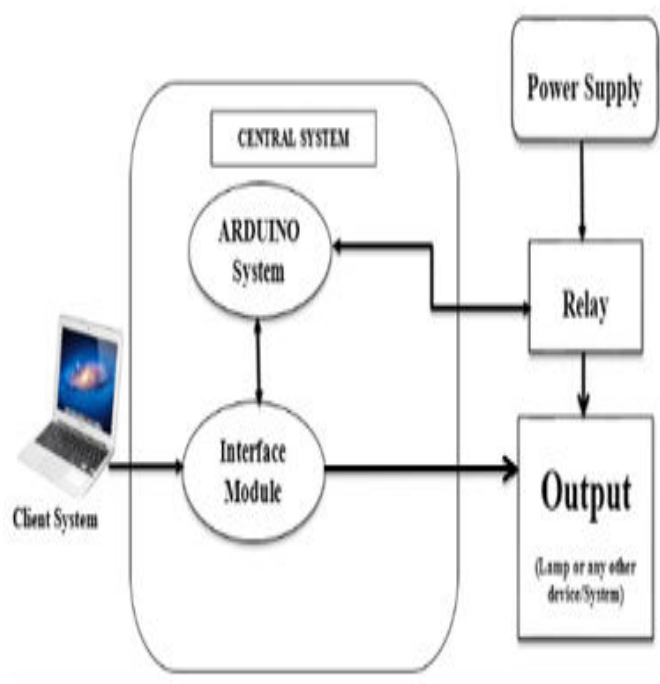 Power Supply
CENTRAL SYSTEM
ARDUINO
System
Relay
Interface
Module
Client System
Output
(Lamp or any other
device/System)